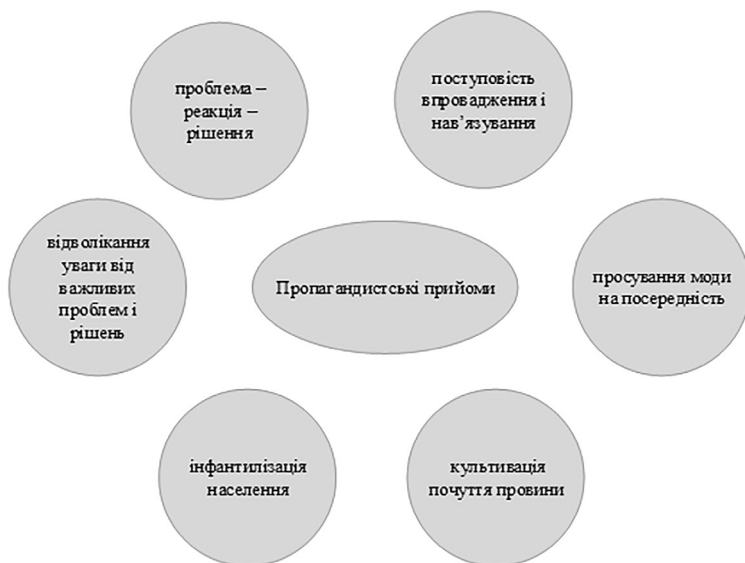 проблема –
реакція –
рішення
поступовість
впровадження і
нав’язування
відволікання
уваги від
важливих
проблем і
рішень
Пропагандистські прийоми
просування моди
на посередність
інфантилізація
населення
культивація
почуття провини